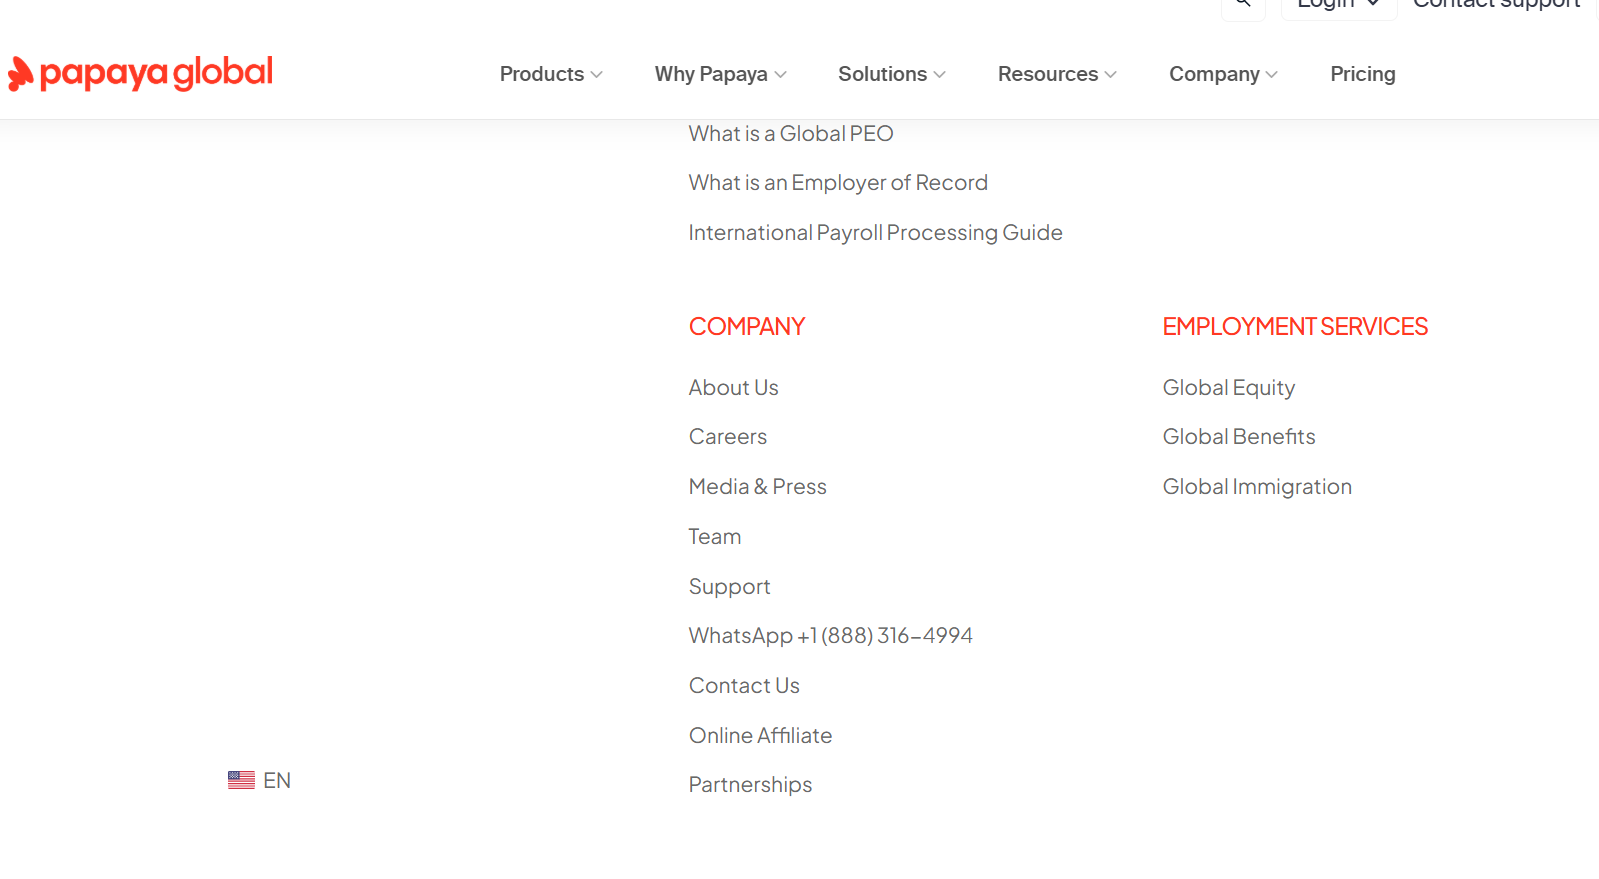 Login
Contact support
papaya global
Products
Why Papaya
Solutions
Resources
Company
Pricing
What is a Global PEO
What is an Employer of Record
International Payroll Processing Guide
COMPANY
About Us
Careers
Media & Press
Team
Support
WhatsApp +1 (888) 316-4994
Contact Us
Online Affiliate
Partnerships
EMPLOYMENT SERVICES
Global Equity
Global Benefits
Global Immigration
EN